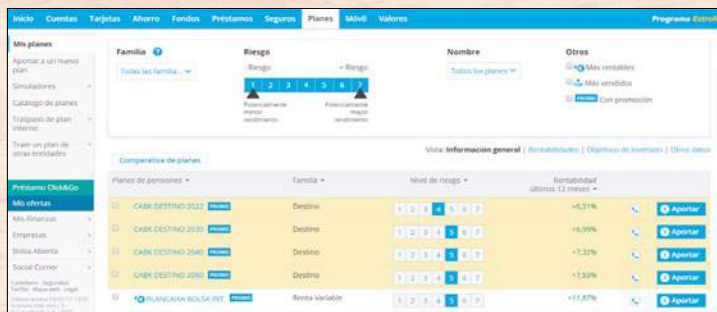 Inicio Cuentas Tarjetas Ahorro Fondos Préstamos Seguros Planes Móvil Valores Programa Estrella
Mis planes
Aportar a un nuevo plan
Simuladores
Catálogo de planes
Traspaso de plan interno
Traer un plan de otras entidades
Préstamo Click&Go
Mis ofertas
Mis Finanzas
Empresas
Bolsa Abierta
Social Corner
Castellano Seguridad
Tarifas Mapa web Legal
Familia ?
Todas las familia...
Riesgo
- Riesgo + Riesgo
1 2 3 4 5 6 7
Potencialmente menor rendimiento
Potencialmente mayor rendimiento
Nombre
Todos los planes
Otros
Más rentables
Más vendidos
PROMO Con promoción
Vista: Información general | Rentabilidades | Objetivos de inversión | Otros datos
Comparativa de planes
Planes de pensiones Familia Nivel de riesgo Rentabilidad últimos 12 meses
CABK DESTINO 2022 PROMO Destino 1 2 3 4 5 6 7 +6,21% Aportar
CABK DESTINO 2030 PROMO Destino 1 2 3 4 5 6 7 +6,99% Aportar
CABK DESTINO 2040 PROMO Destino 1 2 3 4 5 6 7 +7,32% Aportar
CABK DESTINO 2050 PROMO Destino 1 2 3 4 5 6 7 +7,53% Aportar
PLANCAIXA BOLSA INT. PROMO Renta Variable 1 2 3 4 5 6 7 +11,87% Aportar